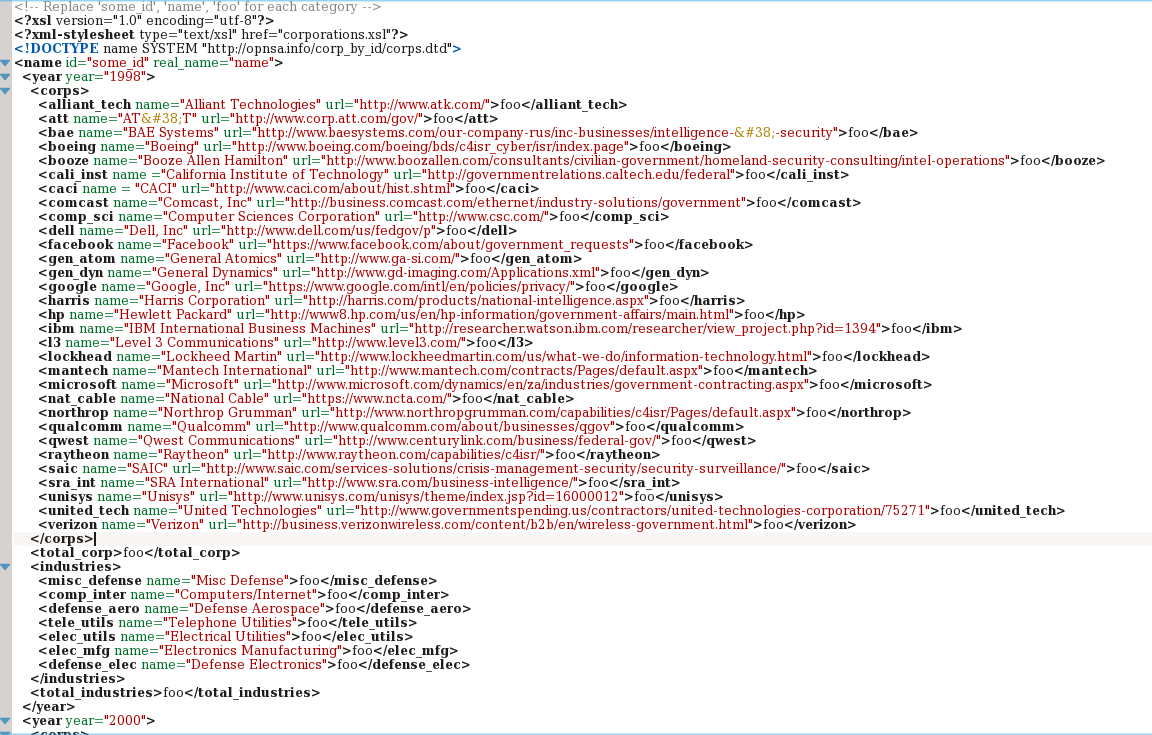 <!-- Replace 'some_id', 'name', 'foo' for each category -->
<?xsl version="1.0" encoding="utf-8"?>
<?xml-stylesheet type="text/xsl" href="corporations.xsl"?>
<!DOCTYPE name SYSTEM "http://opnsa.info/corp_by_id/corps.dtd">
<name id="some_id" real_name="name">
<year year="1998">
<corps>
<alliant_tech name="Alliant Technologies" url="http://www.atk.com/">foo</alliant_tech>
<att name="AT&#38;T" url="http://www.corp.att.com/gov/">foo</att>
<bae name="BAE Systems" url="http://www.baesystems.com/our-company-rus/inc-businesses/intelligence-&#38;-security">foo</bae>
<boeing name="Boeing" url="http://www.boeing.com/boeing/bds/c4isr_cyber/isr/index.page">foo</boeing>
<booze name="Booze Allen Hamilton" url="http://www.boozallen.com/consultants/civilian-government/homeland-security-consulting/intel-operations">foo</booze>
<cali_inst name ="California Institute of Technology" url="http://governmentrelations.caltech.edu/federal">foo</cali_inst>
<caci name = "CACI" url="http://www.caci.com/about/hist.shtml">foo</caci>
<comcast name="Comcast, Inc" url="http://business.comcast.com/ethernet/industry-solutions/government">foo</comcast>
<comp_sci name="Computer Sciences Corporation" url="http://www.csc.com/">foo</comp_sci>
<dell name="Dell, Inc" url="http://www.dell.com/us/fedgov/p">foo</dell>
<facebook name="Facebook" url="https://www.facebook.com/about/government_requests">foo</facebook>
<gen_atom name="General Atomics" url="http://www.ga-si.com/">foo</gen_atom>
<gen_dyn name="General Dynamics" url="http://www.gd-imaging.com/Applications.xml">foo</gen_dyn>
<google name="Google, Inc" url="https://www.google.com/intl/en/policies/privacy/">foo</google>
<harris name="Harris Corporation" url="http://harris.com/products/national-intelligence.aspx">foo</harris>
<hp name="Hewlett Packard" url="http://www8.hp.com/us/en/hp-information/government-affairs/main.html">foo</hp>
<ibm name="IBM International Business Machines" url="http://researcher.watson.ibm.com/researcher/view_project.php?id=1394">foo</ibm>
<l3 name="Level 3 Communications" url="http://www.level3.com/">foo</l3>
<lockhead name="Lockheed Martin" url="http://www.lockheedmartin.com/us/what-we-do/information-technology.html">foo</lockhead>
<mantech name="Mantech International" url="http://www.mantech.com/contracts/Pages/default.aspx">foo</mantech>
<microsoft name="Microsoft" url="http://www.microsoft.com/dynamics/en/za/industries/government-contracting.aspx">foo</microsoft>
<nat_cable name="National Cable" url="https://www.ncta.com/">foo</nat_cable>
<northrop name="Northrop Grumman" url="http://www.northropgrumman.com/capabilities/c4isr/Pages/default.aspx">foo</northrop>
<qualcomm name="Qualcomm" url="http://www.qualcomm.com/about/businesses/qgov">foo</qualcomm>
<qwest name="Qwest Communications" url="http://www.centurylink.com/business/federal-gov/">foo</qwest>
<raytheon name="Raytheon" url="http://www.raytheon.com/capabilities/c4isr/">foo</raytheon>
<saic name="SAIC" url="http://www.saic.com/services-solutions/crisis-management-security/security-surveillance/">foo</saic>
<sra_int name="SRA International" url="http://www.sra.com/business-intelligence/">foo</sra_int>
<unisys name="Unisys" url="http://www.unisys.com/unisys/theme/index.jsp?id=16000012">foo</unisys>
<united_tech name="United Technologies" url="http://www.governmentspending.us/contractors/united-technologies-corporation/75271">foo</united_tech>
<verizon name="Verizon" url="http://business.verizonwireless.com/content/b2b/en/wireless-government.html">foo</verizon>
</corps>
<total_corp>foo</total_corp>
<industries>
<misc_defense name="Misc Defense">foo</misc_defense>
<comp_inter name="Computers/Internet">foo</comp_inter>
<defense_aero name="Defense Aerospace">foo</defense_aero>
<tele_utils name="Telephone Utilities">foo</tele_utils>
<elec_utils name="Electrical Utilities">foo</elec_utils>
<elec_mfg name="Electronics Manufacturing">foo</elec_mfg>
<defense_elec name="Defense Electronics">foo</defense_elec>
</industries>
<total_industries>foo</total_industries>
</year>
<year year="2000">
<corps>